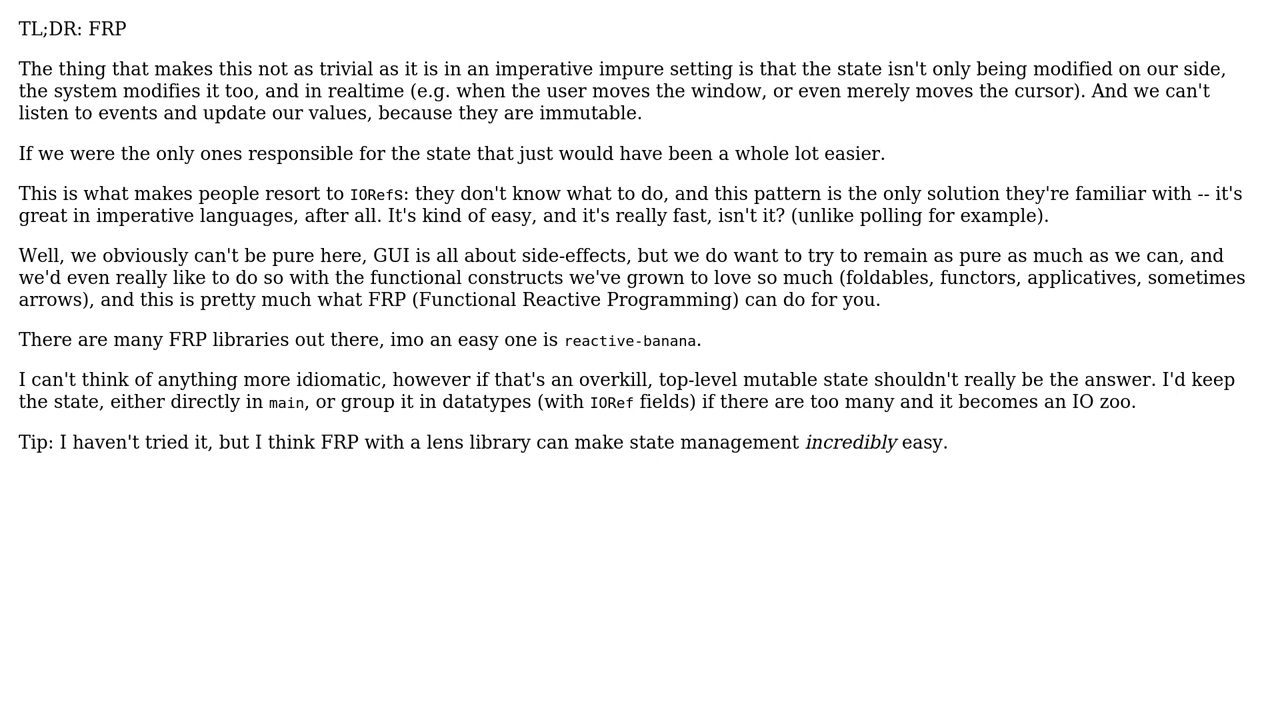 TL;DR: FRP
The thing that makes this not as trivial as it is in an imperative impure setting is that the state isn't only being modified on our side,
the system modifies it too, and in realtime (e.g. when the user moves the window, or even merely moves the cursor). And we can't
listen to events and update our values, because they are immutable.
If we were the only ones responsible for the state that just would have been a whole lot easier.
This is what makes people resort to IORefs: they don't know what to do, and this pattern is the only solution they're familiar with -- it's
great in imperative languages, after all. It's kind of easy, and it's really fast, isn't it? (unlike polling for example).
Well, we obviously can't be pure here, GUI is all about side-effects, but we do want to try to remain as pure as much as we can, and
we'd even really like to do so with the functional constructs we've grown to love so much (foldables, functors, applicatives, sometimes
arrows), and this is pretty much what FRP (Functional Reactive Programming) can do for you.
There are many FRP libraries out there, imo an easy one is reactive-banana.
I can't think of anything more idiomatic, however if that's an overkill, top-level mutable state shouldn't really be the answer. I'd keep
the state, either directly in main, or group it in datatypes (with IORef fields) if there are too many and it becomes an IO zoo.
Tip: I haven't tried it, but I think FRP with a lens library can make state management incredibly easy.